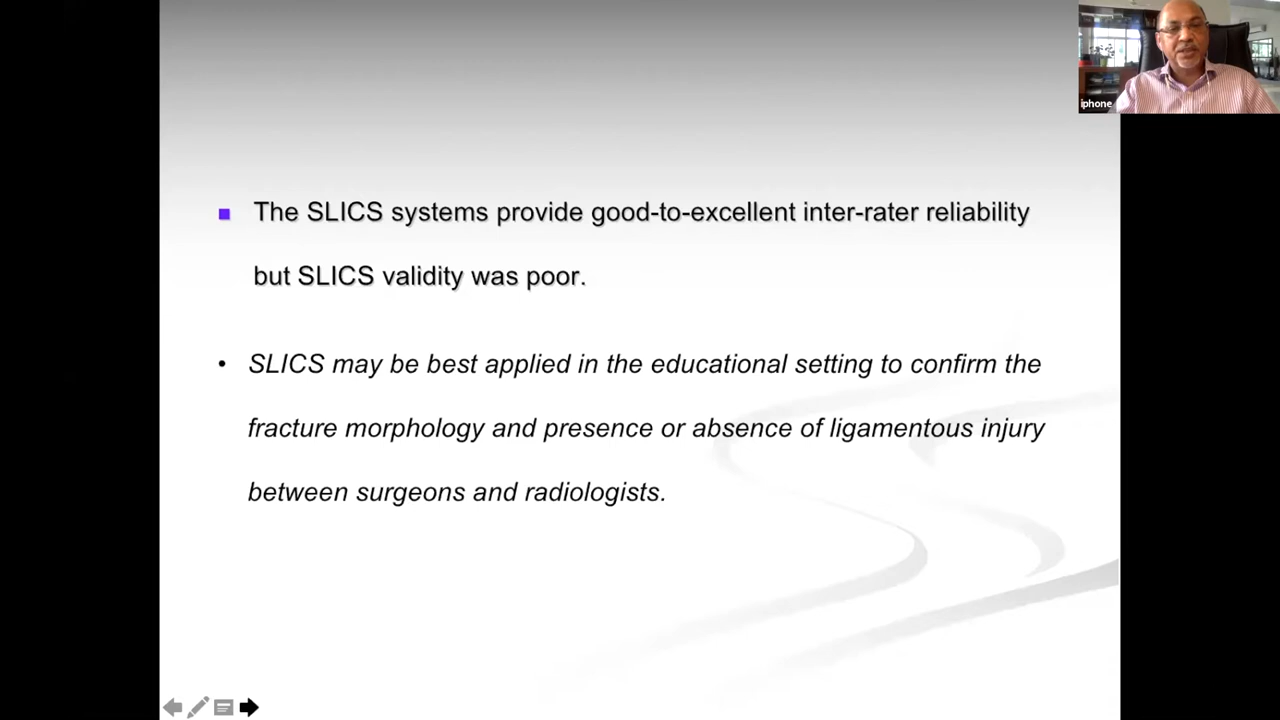 iphone
The SLICS systems provide good-to-excellent inter-rater reliability
but SLICS validity was poor.
SLICS may be best applied in the educational setting to confirm the
fracture morphology and presence or absence of ligamentous injury
between surgeons and radiologists.